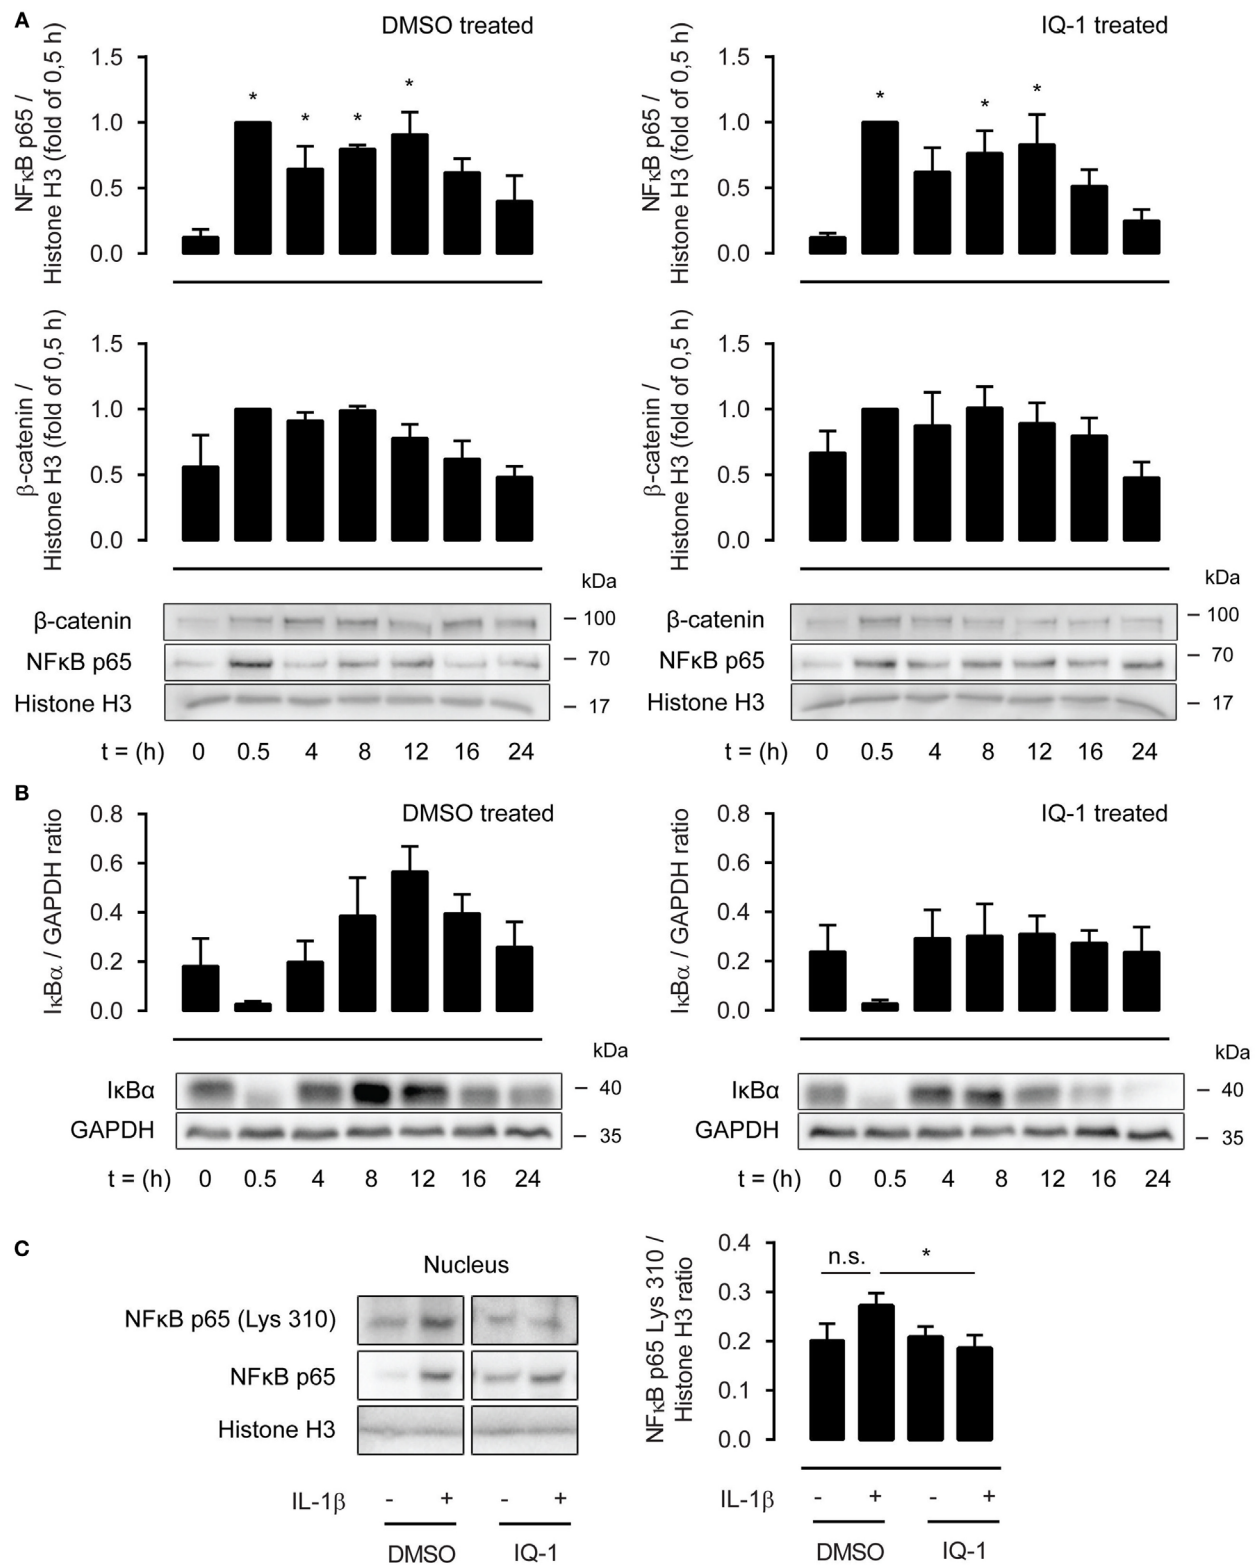 A
DMSO treated
IQ-1 treated
NFκB p65 /
Histone H3 (fold of 0,5 h)
1.5
1.0
0.5
0.0
* * * *
NFκB p65 /
Histone H3 (fold of 0,5 h)
1.5
1.0
0.5
0.0
* * *
β-catenin /
Histone H3 (fold of 0,5 h)
1.5
1.0
0.5
0.0
β-catenin /
Histone H3 (fold of 0,5 h)
1.5
1.0
0.5
0.0
kDa
β-catenin – 100
NFκB p65 – 70
Histone H3 – 17
t = (h) 0 0.5 4 8 12 16 24
kDa
β-catenin – 100
NFκB p65 – 70
Histone H3 – 17
t = (h) 0 0.5 4 8 12 16 24
B
DMSO treated
IQ-1 treated
IκBα / GAPDH ratio
0.8
0.6
0.4
0.2
0.0
IκBα / GAPDH ratio
0.8
0.6
0.4
0.2
0.0
kDa
IκBα – 40
GAPDH – 35
t = (h) 0 0.5 4 8 12 16 24
kDa
IκBα – 40
GAPDH – 35
t = (h) 0 0.5 4 8 12 16 24
C
Nucleus
NFκB p65 (Lys 310)
NFκB p65
Histone H3
IL-1β - + - +
DMSO IQ-1
NFκB p65 Lys 310 /
Histone H3 ratio
0.4
0.3
0.2
0.1
0.0
n.s. *
IL-1β - + - +
DMSO IQ-1